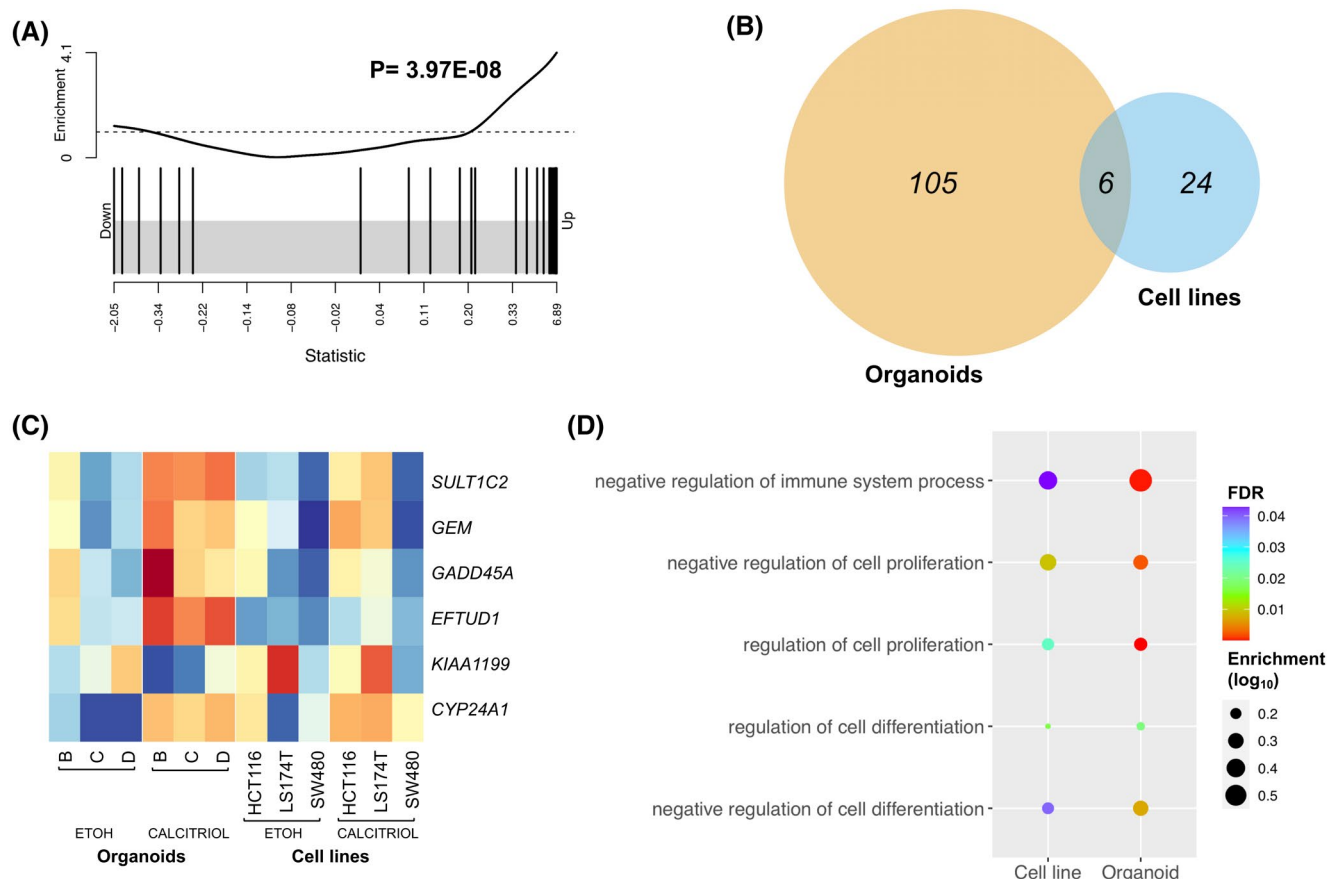 (A)
4.1
Enrichment
0
P= 3.97E-08
Down
Up
−2.05
−0.34
−0.22
−0.14
−0.08
−0.02
0.04
0.11
0.20
0.33
6.89
Statistic
(B)
105
6
24
Cell lines
Organoids
(C)
SULT1C2
GEM
GADD45A
EFTUD1
KIAA1199
CYP24A1
B C D B C D HCT116 LS174T SW480 HCT116 LS174T SW480
ETOH CALCITRIOL ETOH CALCITRIOL
Organoids Cell lines
(D)
negative regulation of immune system process
negative regulation of cell proliferation
regulation of cell proliferation
regulation of cell differentiation
negative regulation of cell differentiation
Cell line Organoid
FDR
0.04
0.03
0.02
0.01
Enrichment
(log₁₀)
0.2
0.3
0.4
0.5